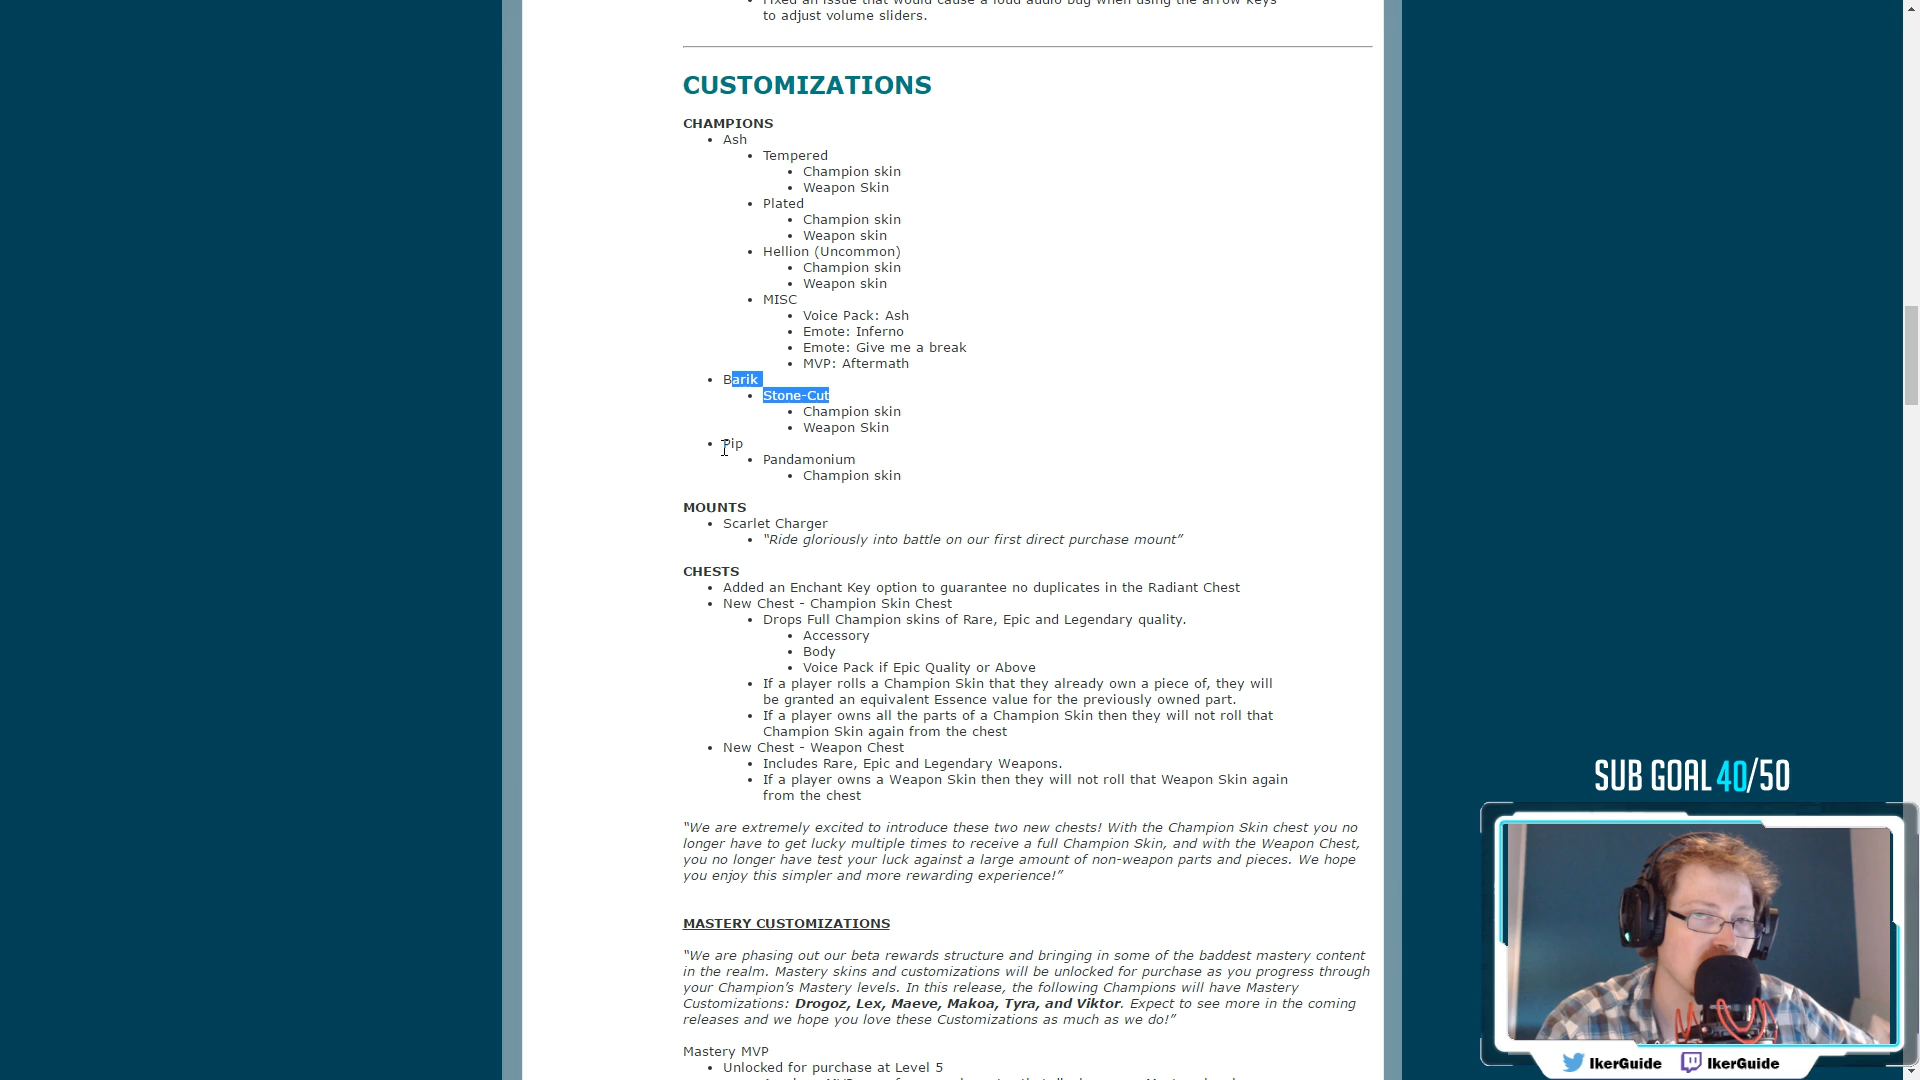 Fixed an issue that would cause a loud audio bug when using the arrow keys
to adjust volume sliders.
CUSTOMIZATIONS
CHAMPIONS
Ash
Tempered
Champion skin
Weapon Skin
Plated
Champion skin
Weapon skin
Hellion (Uncommon)
Champion skin
Weapon skin
MISC
Voice Pack: Ash
Emote: Inferno
Emote: Give me a break
MVP: Aftermath
Barik
Stone-Cut
Champion skin
Weapon Skin
Pip
Pandamonium
Champion skin
MOUNTS
Scarlet Charger
“Ride gloriously into battle on our first direct purchase mount”
CHESTS
Added an Enchant Key option to guarantee no duplicates in the Radiant Chest
New Chest - Champion Skin Chest
Drops Full Champion skins of Rare, Epic and Legendary quality.
Accessory
Body
Voice Pack if Epic Quality or Above
If a player rolls a Champion Skin that they already own a piece of, they will
be granted an equivalent Essence value for the previously owned part.
If a player owns all the parts of a Champion Skin then they will not roll that
Champion Skin again from the chest
New Chest - Weapon Chest
Includes Rare, Epic and Legendary Weapons.
If a player owns a Weapon Skin then they will not roll that Weapon Skin again
from the chest
“We are extremely excited to introduce these two new chests! With the Champion Skin chest you no
longer have to get lucky multiple times to receive a full Champion Skin, and with the Weapon Chest,
you no longer have test your luck against a large amount of non-weapon parts and pieces. We hope
you enjoy this simpler and more rewarding experience!”
MASTERY CUSTOMIZATIONS
“We are phasing out our beta rewards structure and bringing in some of the baddest mastery content
in the realm. Mastery skins and customizations will be unlocked for purchase as you progress through
your Champion’s Mastery levels. In this release, the following Champions will have Mastery
Customizations: Drogoz, Lex, Maeve, Makoa, Tyra, and Viktor. Expect to see more in the coming
releases and we hope you love these Customizations as much as we do!”
Mastery MVP
Unlocked for purchase at Level 5
SUB GOAL 40/50
IkerGuide IkerGuide